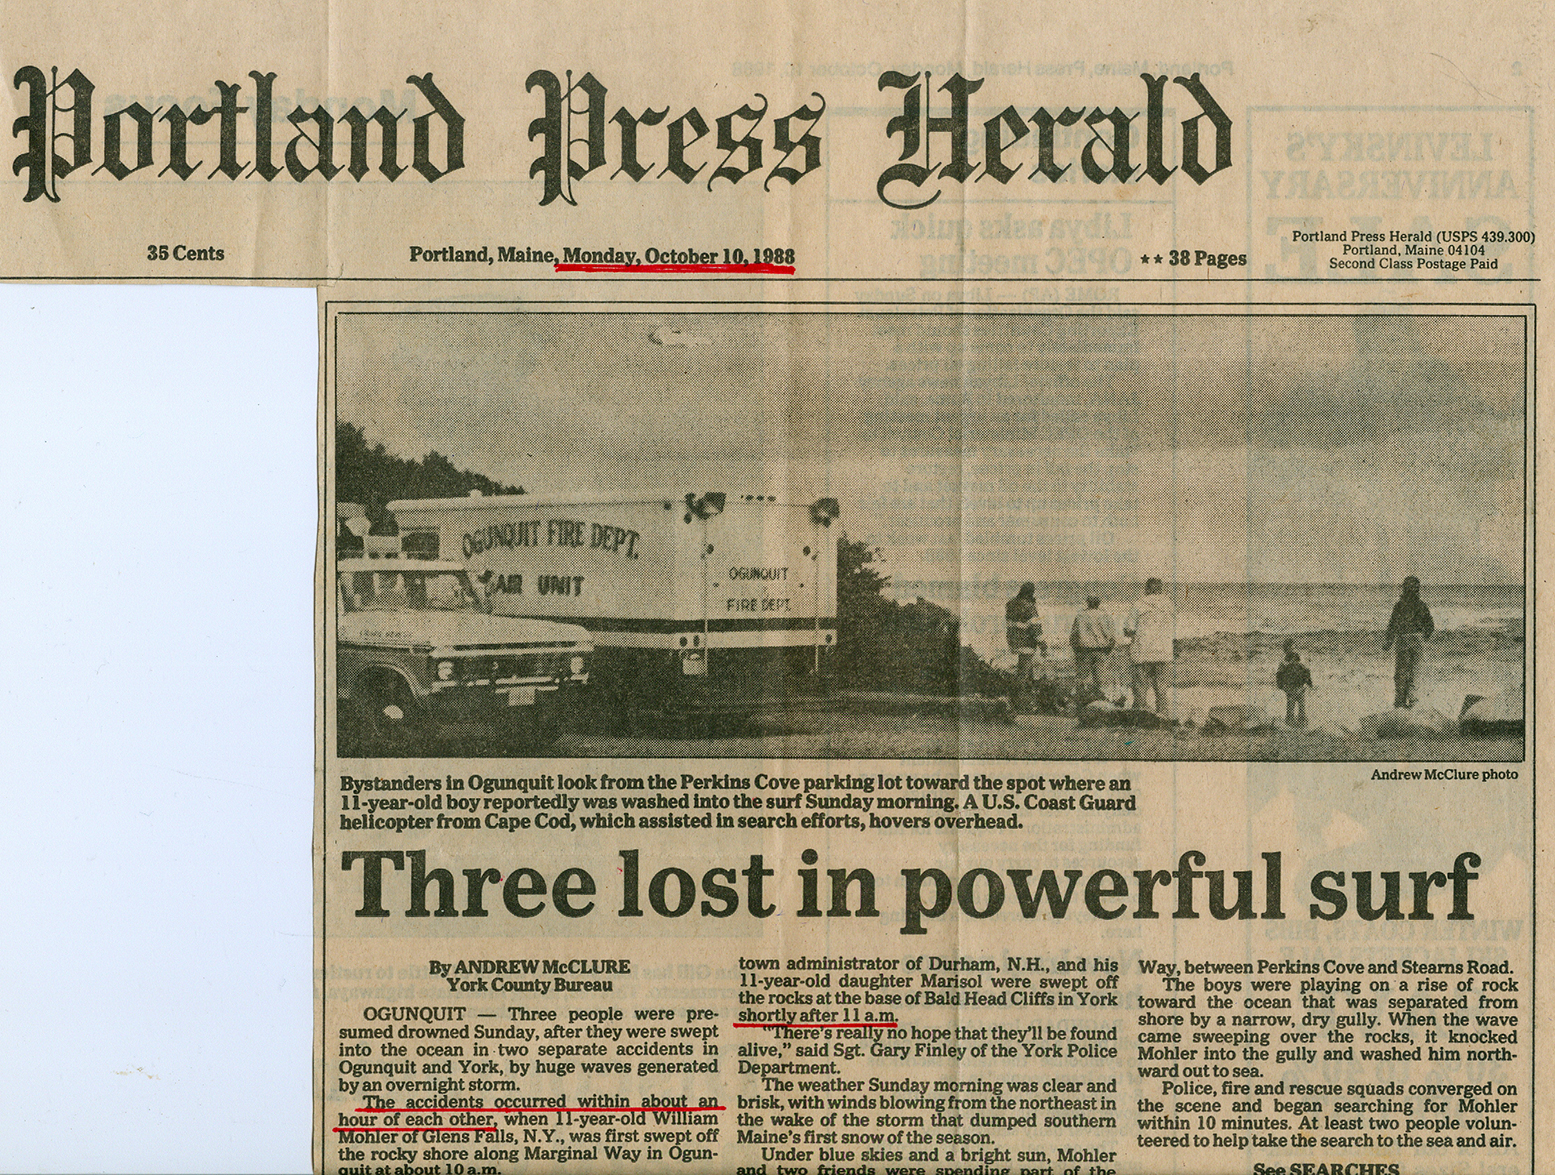 Portland Press Herald
35 Cents
Portland, Maine, Monday, October 10, 1988
★★ 38 Pages
Portland Press Herald (USPS 439.300)
Portland, Maine 04104
Second Class Postage Paid
OGUNQUIT FIRE DEPT.
AIR UNIT
OGUNQUIT
FIRE DEPT.
Andrew McClure photo
Bystanders in Ogunquit look from the Perkins Cove parking lot toward the spot where an
11-year-old boy reportedly was washed into the surf Sunday morning. A U.S. Coast Guard
helicopter from Cape Cod, which assisted in search efforts, hovers overhead.
Three lost in powerful surf
By ANDREW McCLURE
York County Bureau
OGUNQUIT — Three people were pre-
sumed drowned Sunday, after they were swept
into the ocean in two separate accidents in
Ogunquit and York, by huge waves generated
by an overnight storm.
The accidents occurred within about an
hour of each other, when 11-year-old William
Mohler of Glens Falls, N.Y., was first swept off
the rocky shore along Marginal Way in Ogun-
quit at about 10 a.m.
town administrator of Durham, N.H., and his
11-year-old daughter Marisol were swept off
the rocks at the base of Bald Head Cliffs in York
shortly after 11 a.m.
"There's really no hope that they'll be found
alive," said Sgt. Gary Finley of the York Police
Department.
The weather Sunday morning was clear and
brisk, with winds blowing from the northeast in
the wake of the storm that dumped southern
Maine's first snow of the season.
Under blue skies and a bright sun, Mohler
and two friends were spending part of the
Way, between Perkins Cove and Stearns Road.
The boys were playing on a rise of rock
toward the ocean that was separated from
shore by a narrow, dry gully. When the wave
came sweeping over the rocks, it knocked
Mohler into the gully and washed him north-
ward out to sea.
Police, fire and rescue squads converged on
the scene and began searching for Mohler
within 10 minutes. At least two people volun-
teered to help take the search to the sea and air.
See SEARCHES